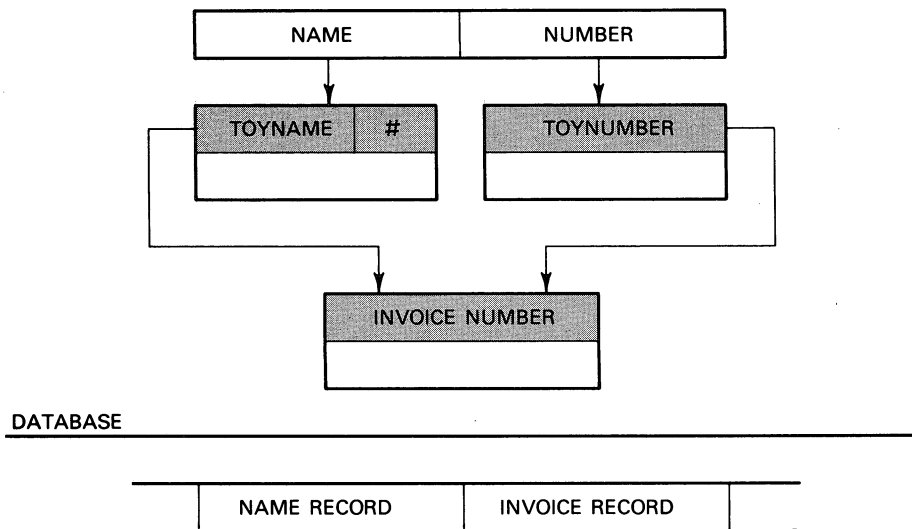 NAME NUMBER
TOYNAME # TOYNUMBER
INVOICE NUMBER
DATABASE
NAME RECORD INVOICE RECORD